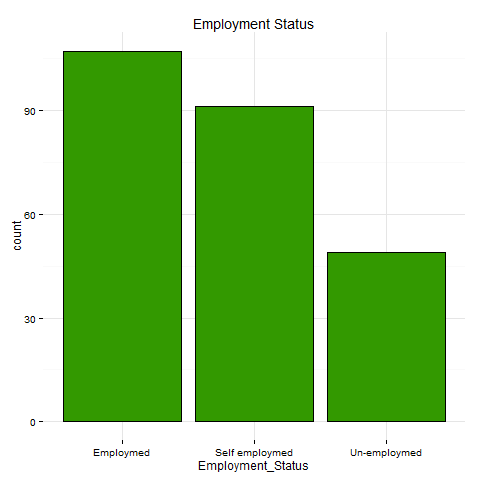 Employment Status
count
90
60
30
0
Employmed
Self employmed
Un-employmed
Employment_Status